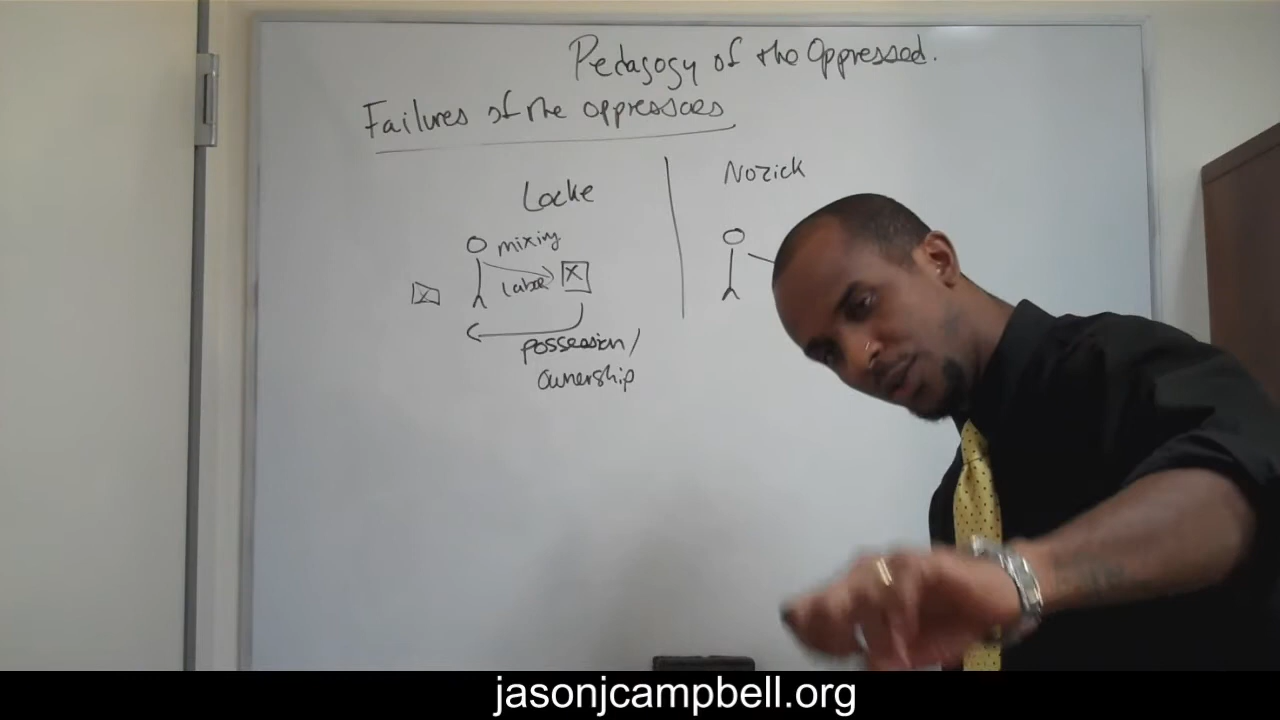 Pedagogy of the Oppressed.
Failures of the oppressors
Locke
Nozick
mixing
labor
X
X
possession/
ownership
jasonjcampbell.org